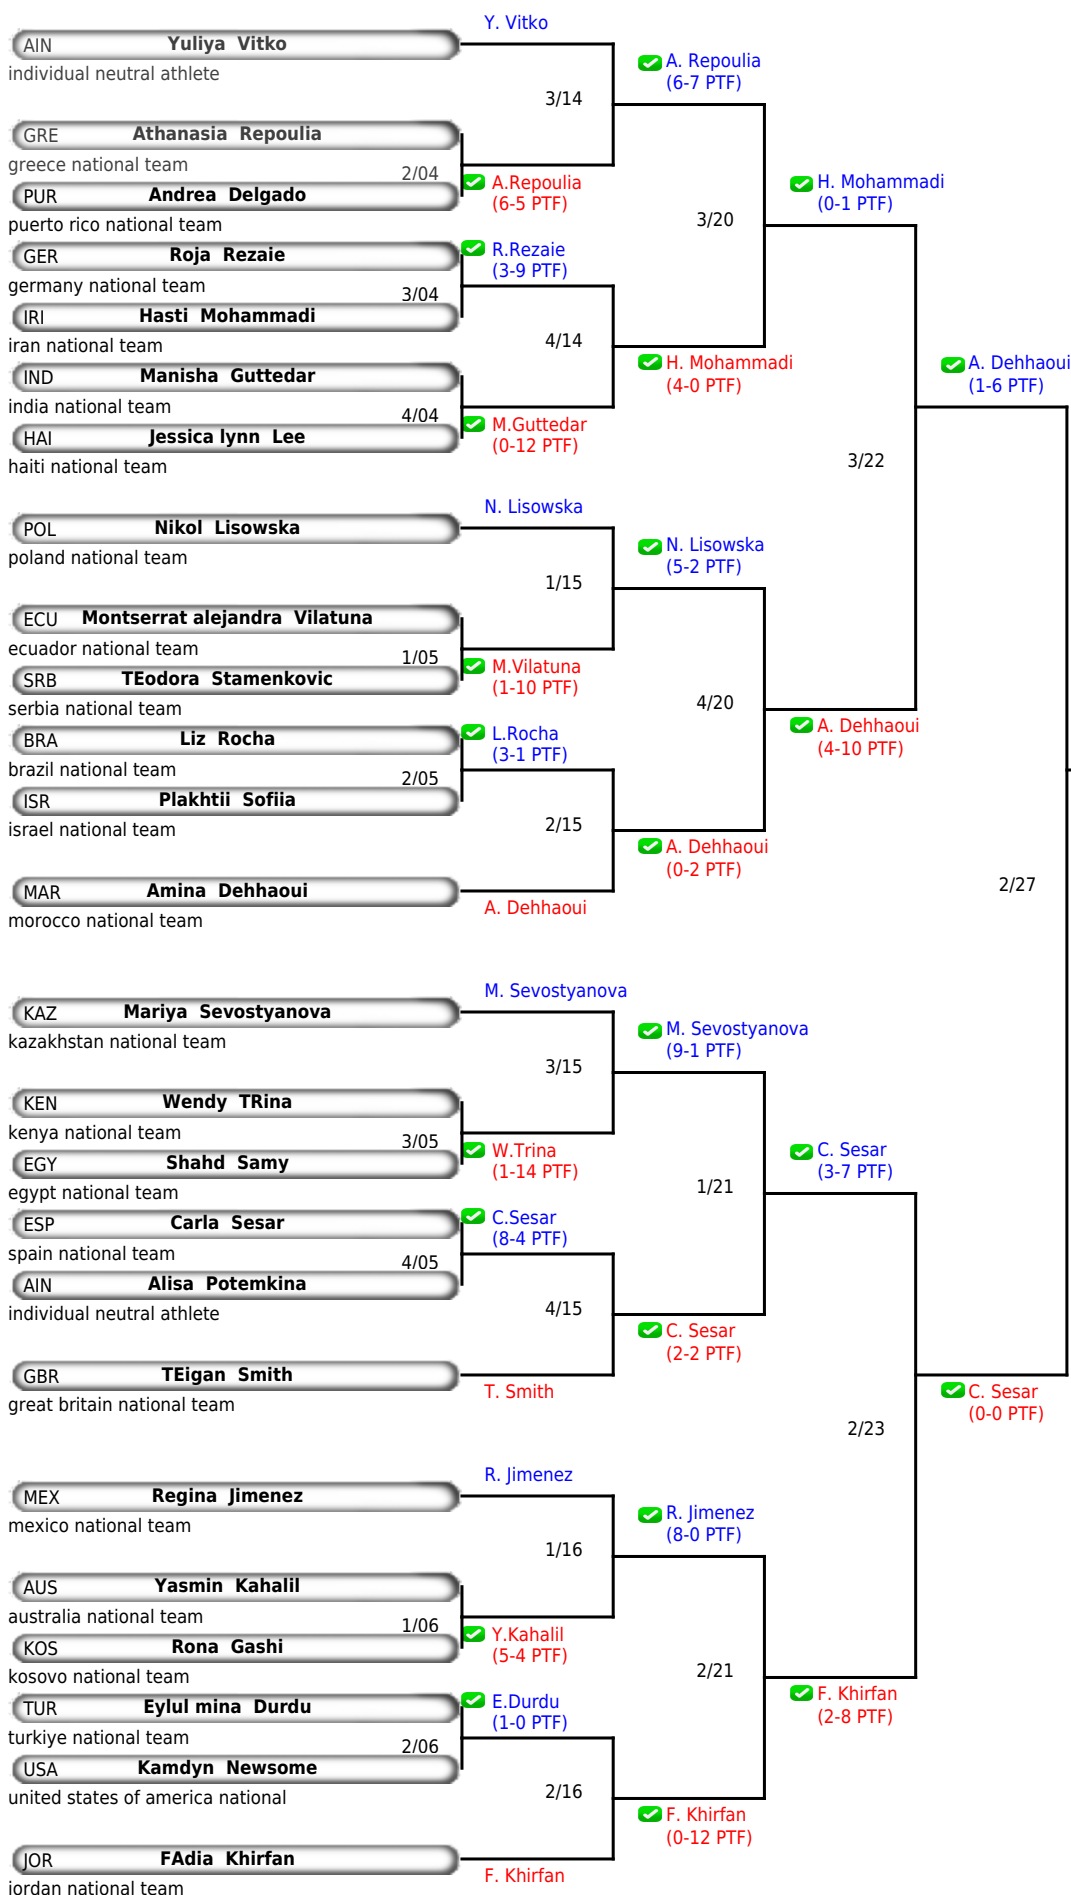 Y. Vitko
AIN Yuliya Vitko
individual neutral athlete
A. Repoulia
(6-7 PTF)
3/14
GRE Athanasia Repoulia
greece national team
2/04
PUR Andrea Delgado
puerto rico national team
A.Repoulia
(6-5 PTF)
H. Mohammadi
(0-1 PTF)
3/20
GER Roja Rezaie
germany national team
R.Rezaie
(3-9 PTF)
3/04
IRI Hasti Mohammadi
iran national team
4/14
H. Mohammadi
(4-0 PTF)
A. Dehhaoui
(1-6 PTF)
IND Manisha Guttedar
india national team
4/04
HAI Jessica lynn Lee
haiti national team
M.Guttedar
(0-12 PTF)
3/22
N. Lisowska
POL Nikol Lisowska
poland national team
N. Lisowska
(5-2 PTF)
1/15
ECU Montserrat alejandra Vilatuna
ecuador national team
1/05
SRB TEodora Stamenkovic
serbia national team
M.Vilatuna
(1-10 PTF)
4/20
A. Dehhaoui
(4-10 PTF)
BRA Liz Rocha
brazil national team
L.Rocha
(3-1 PTF)
2/05
ISR Plakhtii Sofiia
israel national team
2/15
A. Dehhaoui
(0-2 PTF)
MAR Amina Dehhaoui
morocco national team
A. Dehhaoui
2/27
M. Sevostyanova
KAZ Mariya Sevostyanova
kazakhstan national team
M. Sevostyanova
(9-1 PTF)
3/15
KEN Wendy TRina
kenya national team
3/05
EGY Shahd Samy
egypt national team
W.Trina
(1-14 PTF)
C. Sesar
(3-7 PTF)
1/21
ESP Carla Sesar
spain national team
C.Sesar
(8-4 PTF)
4/05
AIN Alisa Potemkina
individual neutral athlete
4/15
C. Sesar
(2-2 PTF)
GBR TEigan Smith
great britain national team
T. Smith
C. Sesar
(0-0 PTF)
2/23
R. Jimenez
MEX Regina Jimenez
mexico national team
R. Jimenez
(8-0 PTF)
1/16
AUS Yasmin Kahalil
australia national team
1/06
KOS Rona Gashi
kosovo national team
Y.Kahalil
(5-4 PTF)
2/21
F. Khirfan
(2-8 PTF)
TUR Eylul mina Durdu
turkiye national team
E.Durdu
(1-0 PTF)
2/06
USA Kamdyn Newsome
united states of america national
2/16
F. Khirfan
(0-12 PTF)
JOR FAdia Khirfan
jordan national team
F. Khirfan